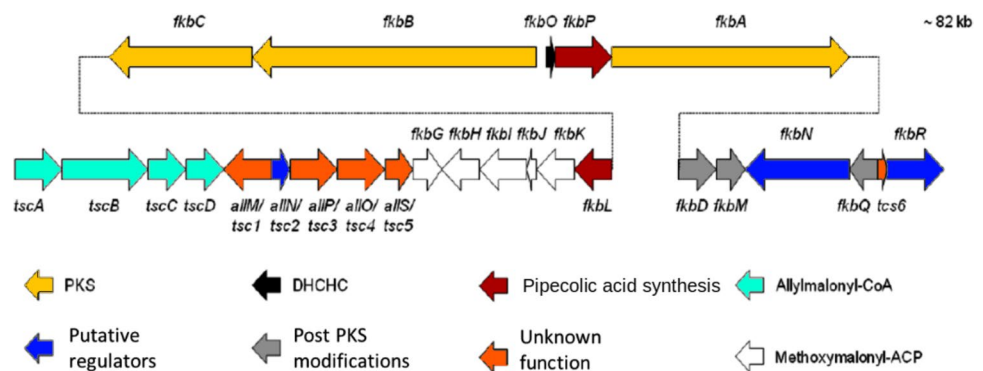 fkbC fkbB fkbO fkbP fkbA ~ 82 kb
fkbG fkbH fkbI fkbJ fkbK fkbN fkbR
tscA tscB tscC tscD allM/ allN/ allP/ allO/ allS/ fkbL fkbD fkbM fkbQ tcs6
tsc1 tsc2 tsc3 tsc4 tsc5
PKS DHCHC Pipecolic acid synthesis Allylmalonyl-CoA
Putative Post PKS Unknown
regulators modifications function Methoxymalonyl-ACP